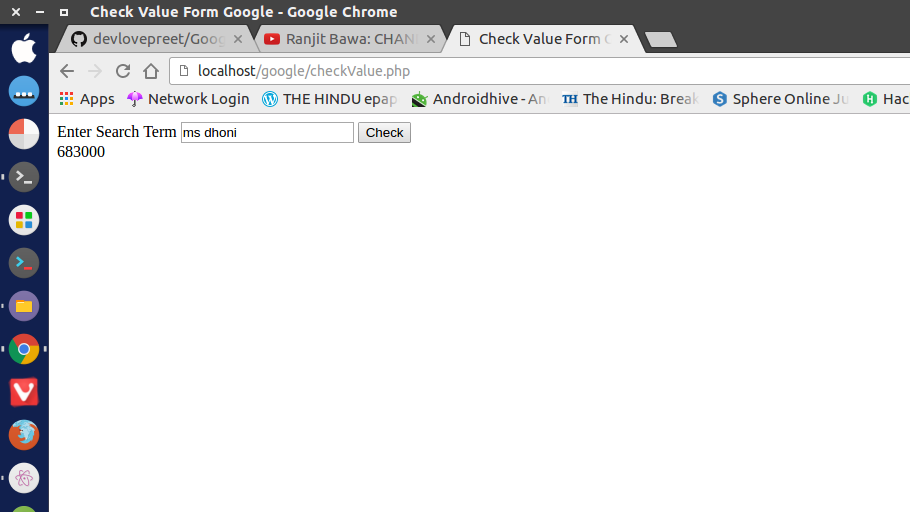 Check Value Form Google - Google Chrome
devlovepreet/Goog
Ranjit Bawa: CHAN
Check Value Form G
localhost/google/checkValue.php
Apps
Network Login
THE HINDU epap
Androidhive - An
The Hindu: Break
Sphere Online Ju
Hac
Enter Search Term ms dhoni Check
683000